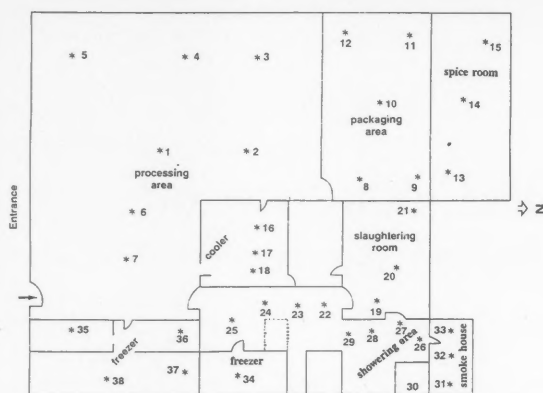 * 12
* 11
* 15
* 5
* 4
* 3
spice room
* 10
* 14
packaging
area
* 1
* 2
processing
area
* 8
* 9
* 13
Entrance
* 6
21 *
N
* 16
slaughtering
room
cooler
* 17
* 7
* 18
20 *
* 24
* 23
* 22
19 *
* 25
* 35
* 36
* 29
* 28
27 *
26 *
33 *
freezer
freezer
showering area
32 *
smoke house
* 38
37 *
* 34
30
31 *